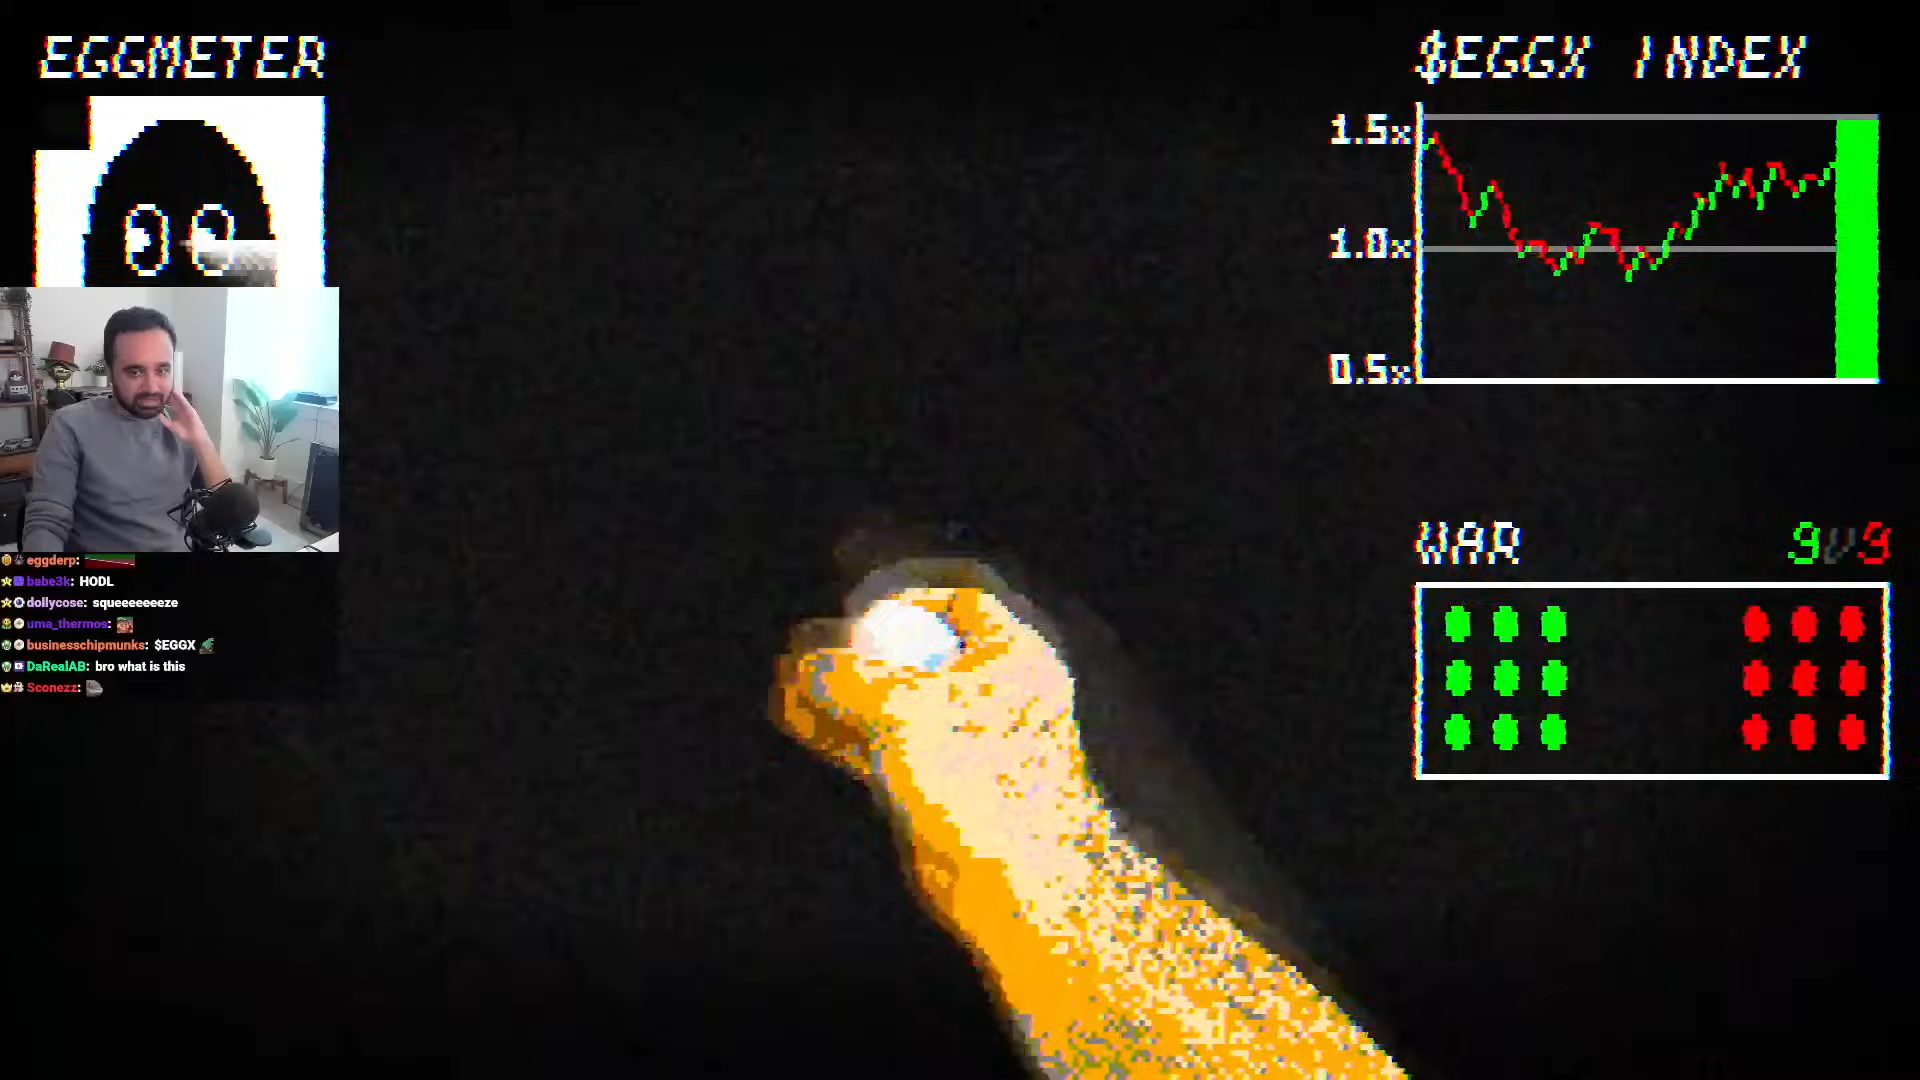 EGGMETER
$EGGX INDEX
1.5x
1.0x
0.5x
WAR
9V9
eggderp:
babe3k: HODL
dollycose: squeeeeeeeze
uma_thermos:
businesschipmunks: $EGGX
DaRealAB: bro what is this
Sconezz: